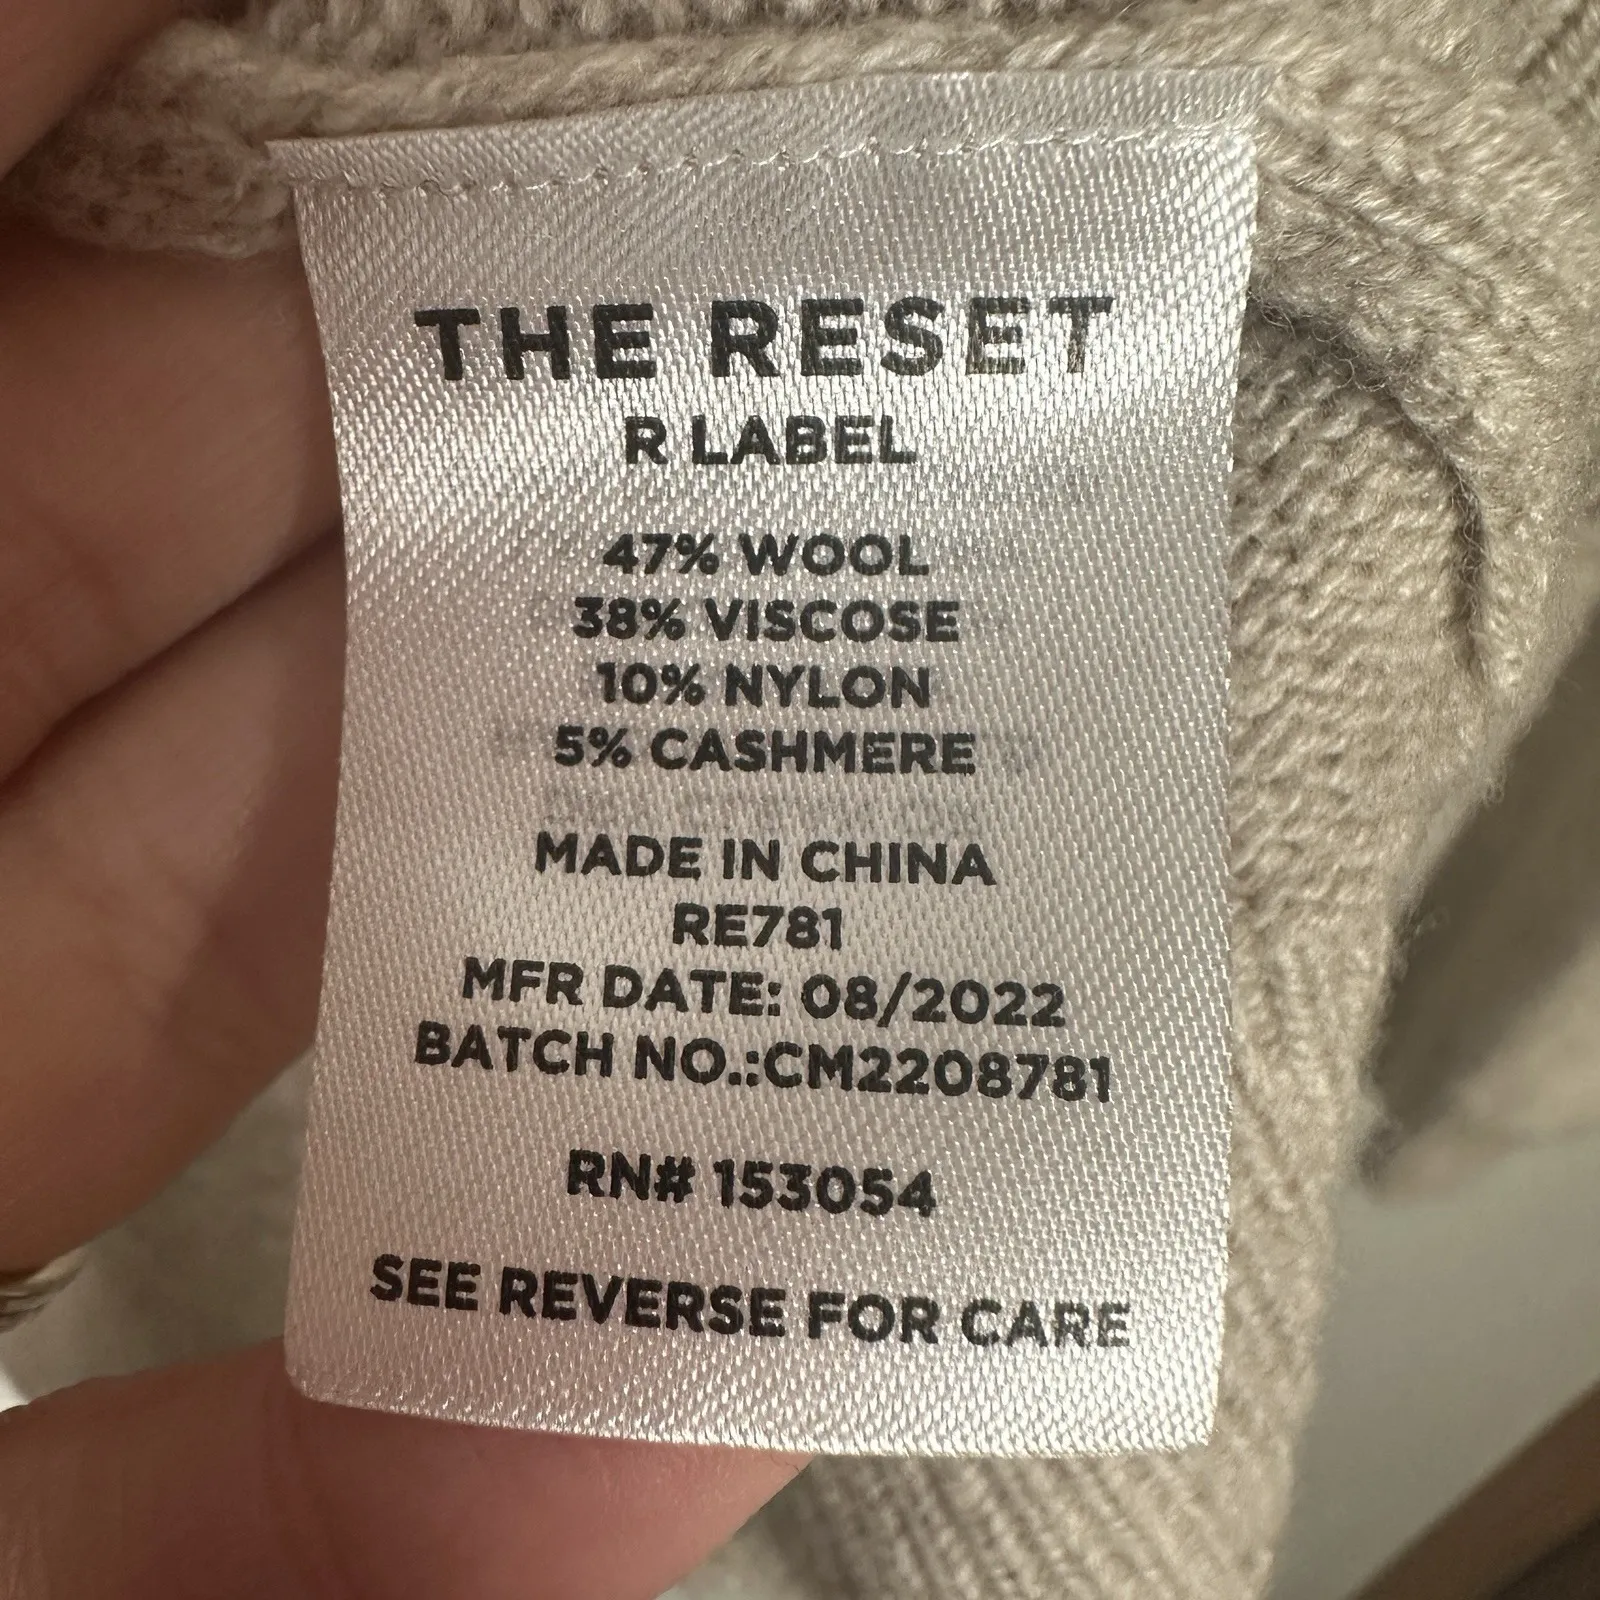 THE RESET
R LABEL
47% WOOL
38% VISCOSE
10% NYLON
5% CASHMERE
MADE IN CHINA
RE781
MFR DATE: 08/2022
BATCH NO.:CM2208781
RN# 153054
SEE REVERSE FOR CARE